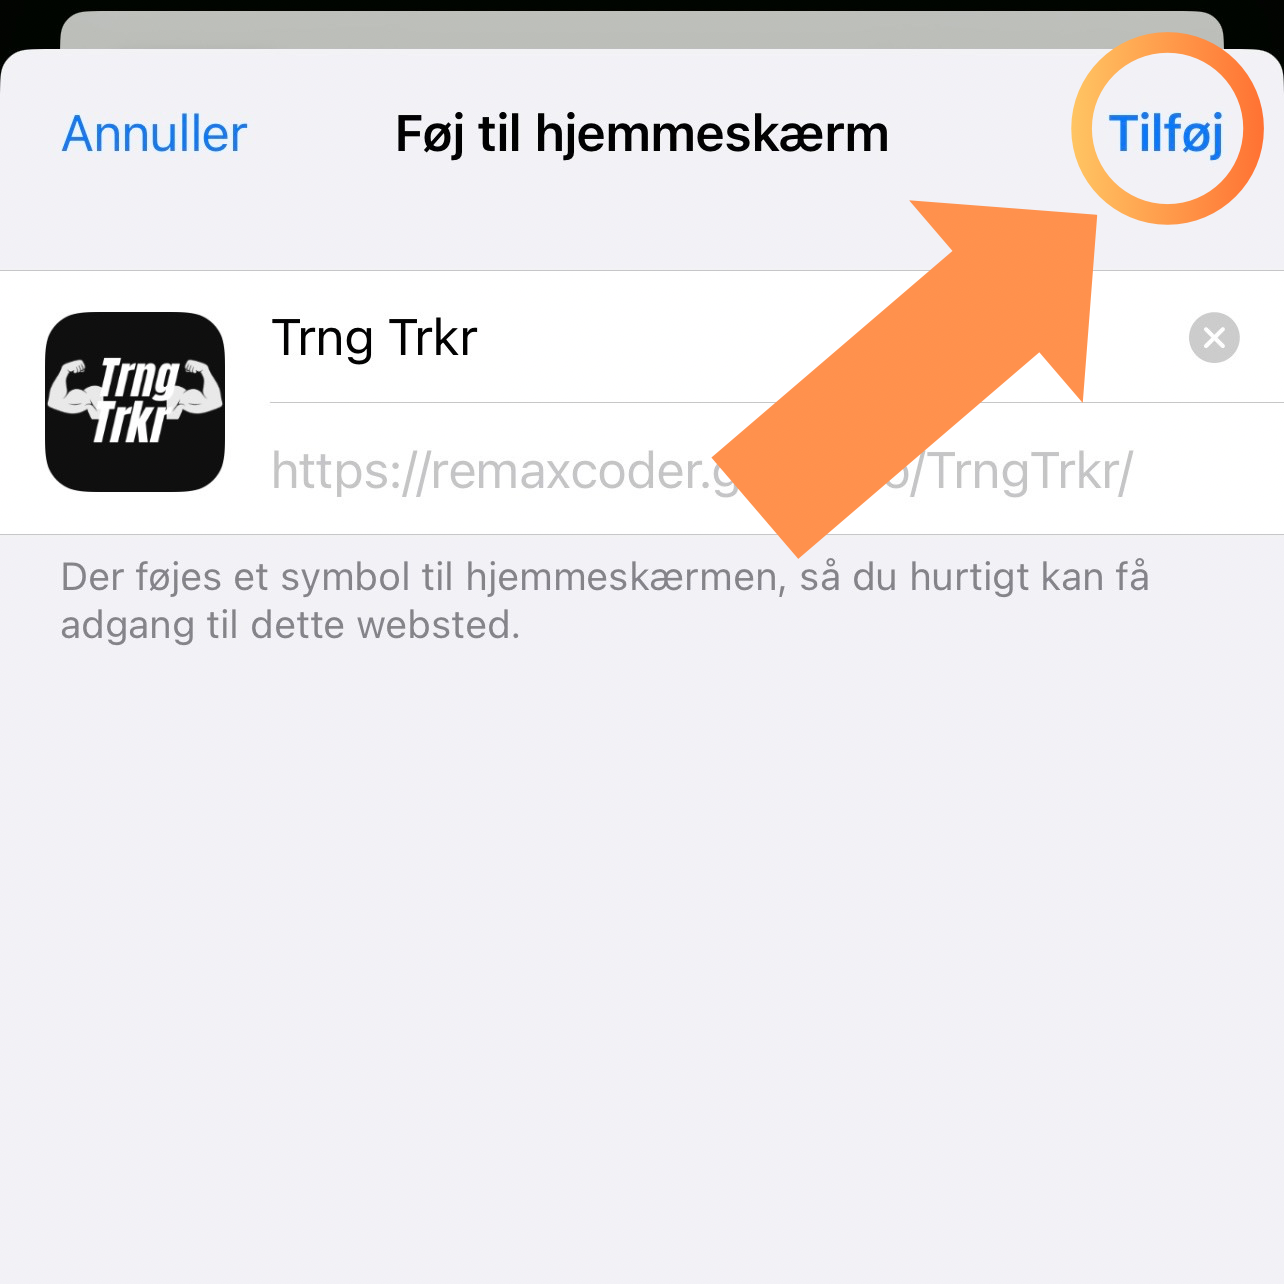 Annuller Føj til hjemmeskærm Tilføj
Trng Trkr
Trng
Trkr
https://remaxcoder.g /TrngTrkr/
Der føjes et symbol til hjemmeskærmen, så du hurtigt kan få
adgang til dette websted.